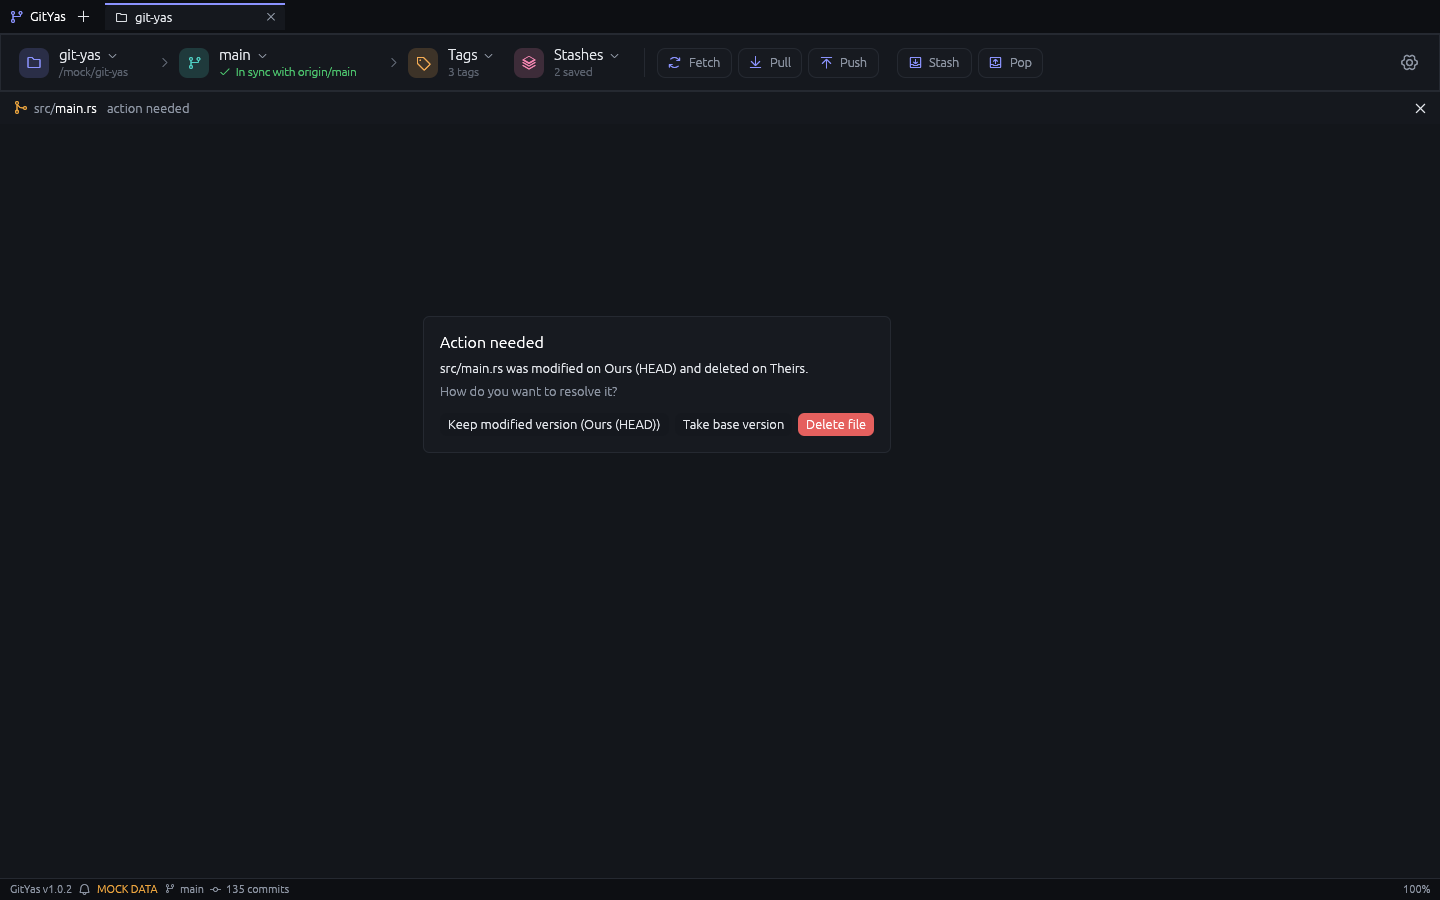 GitYas
git-yas
git-yas
/mock/git-yas
main
In sync with origin/main
Tags
3 tags
Stashes
2 saved
Fetch
Pull
Push
Stash
Pop
src/main.rs action needed
Action needed
src/main.rs was modified on Ours (HEAD) and deleted on Theirs.
How do you want to resolve it?
Keep modified version (Ours (HEAD))
Take base version
Delete file
GitYas v1.0.2
MOCK DATA
main
135 commits
100%